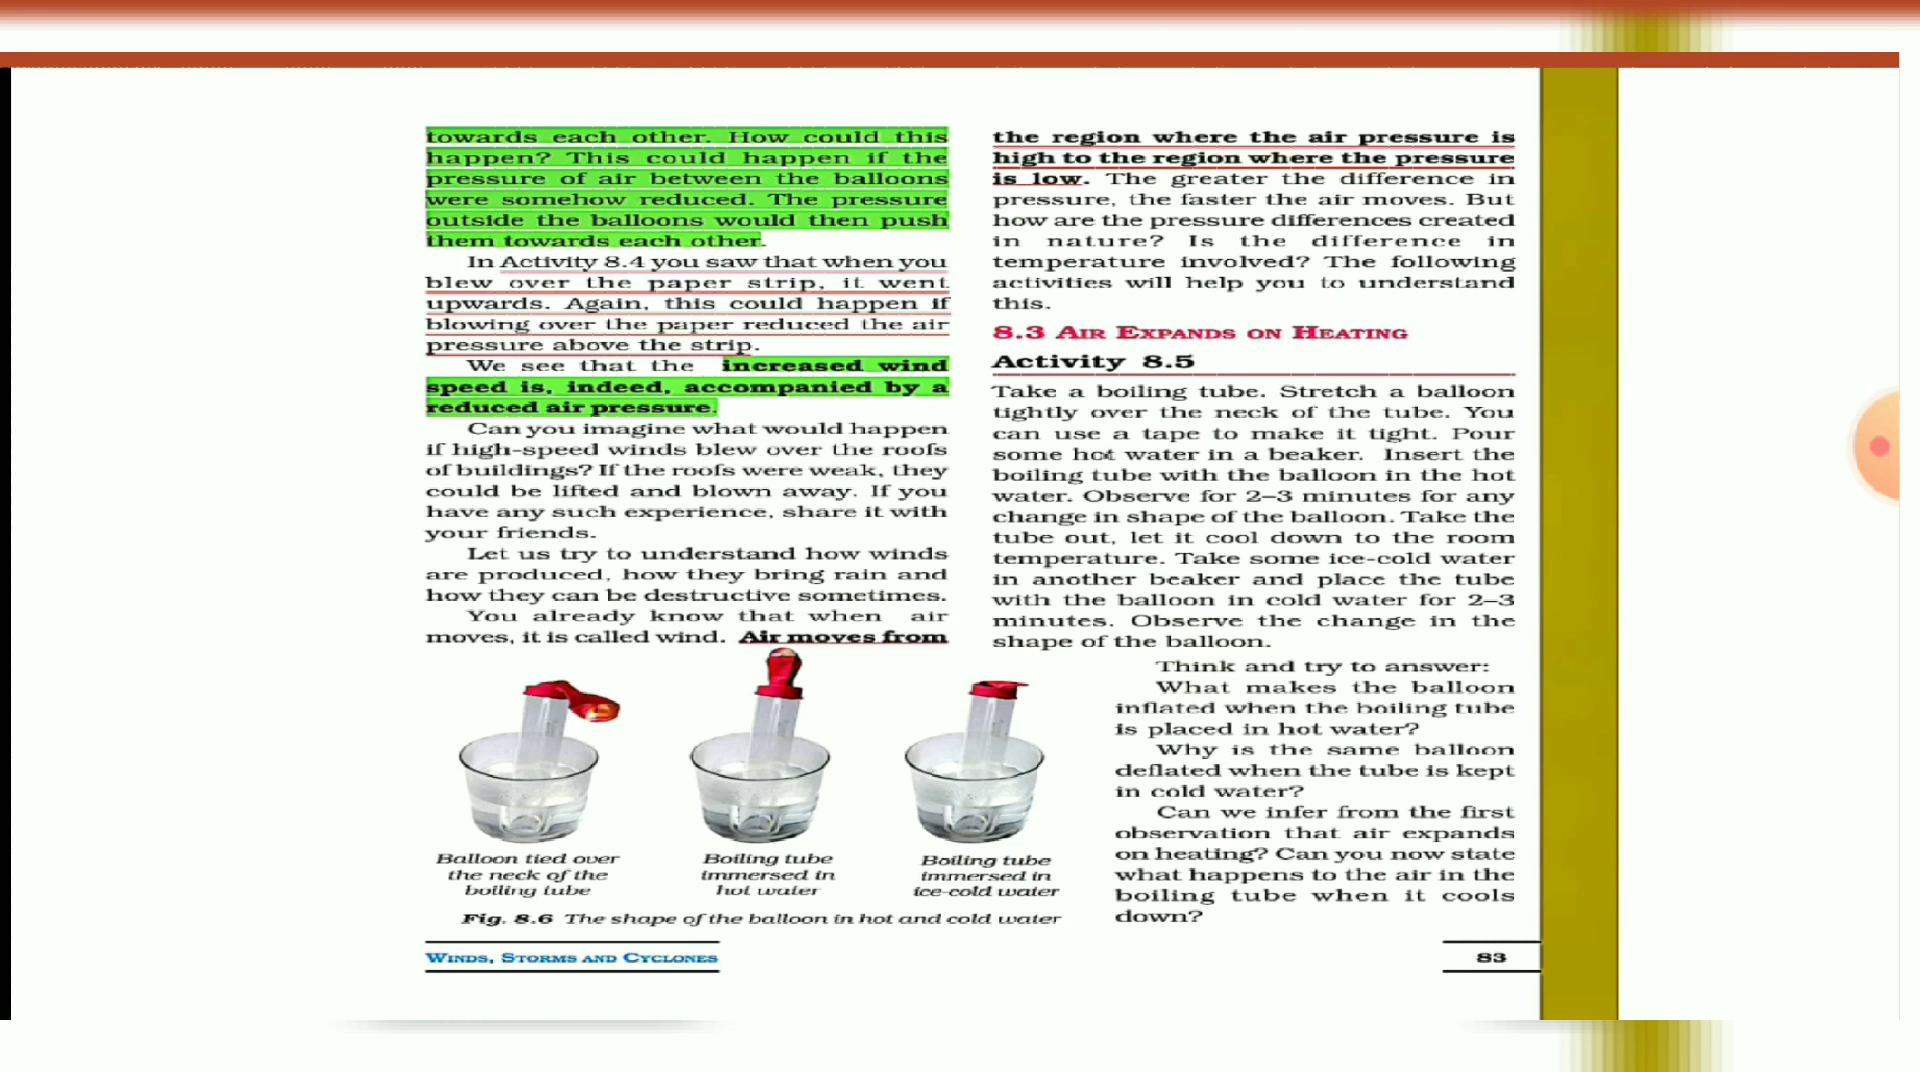 towards each other. How could this
happen? This could happen if the
pressure of air between the balloons
were somehow reduced. The pressure
outside the balloons would then push
them towards each other.
In Activity 8.4 you saw that when you
blew over the paper strip, it went
upwards. Again, this could happen if
blowing over the paper reduced the air
pressure above the strip.
We see that the increased wind
speed is, indeed, accompanied by a
reduced air pressure.
Can you imagine what would happen
if high-speed winds blew over the roofs
of buildings? If the roofs were weak, they
could be lifted and blown away. If you
have any such experience, share it with
your friends.
Let us try to understand how winds
are produced, how they bring rain and
how they can be destructive sometimes.
You already know that when air
moves, it is called wind. Air moves from
the region where the air pressure is
high to the region where the pressure
is low. The greater the difference in
pressure, the faster the air moves. But
how are the pressure differences created
in nature? Is the difference in
temperature involved? The following
activities will help you to understand
this.
8.3 AIR EXPANDS ON HEATING
Activity 8.5
Take a boiling tube. Stretch a balloon
tightly over the neck of the tube. You
can use a tape to make it tight. Pour
some hot water in a beaker. Insert the
boiling tube with the balloon in the hot
water. Observe for 2–3 minutes for any
change in shape of the balloon. Take the
tube out, let it cool down to the room
temperature. Take some ice-cold water
in another beaker and place the tube
with the balloon in cold water for 2–3
minutes. Observe the change in the
shape of the balloon.
Think and try to answer:
What makes the balloon
inflated when the boiling tube
is placed in hot water?
Why is the same balloon
deflated when the tube is kept
in cold water?
Can we infer from the first
observation that air expands
on heating? Can you now state
what happens to the air in the
boiling tube when it cools
down?
Balloon tied over
the neck of the
boiling tube
Boiling tube
immersed in
hot water
Boiling tube
immersed in
ice-cold water
Fig. 8.6 The shape of the balloon in hot and cold water
WINDS, STORMS AND CYCLONES
83